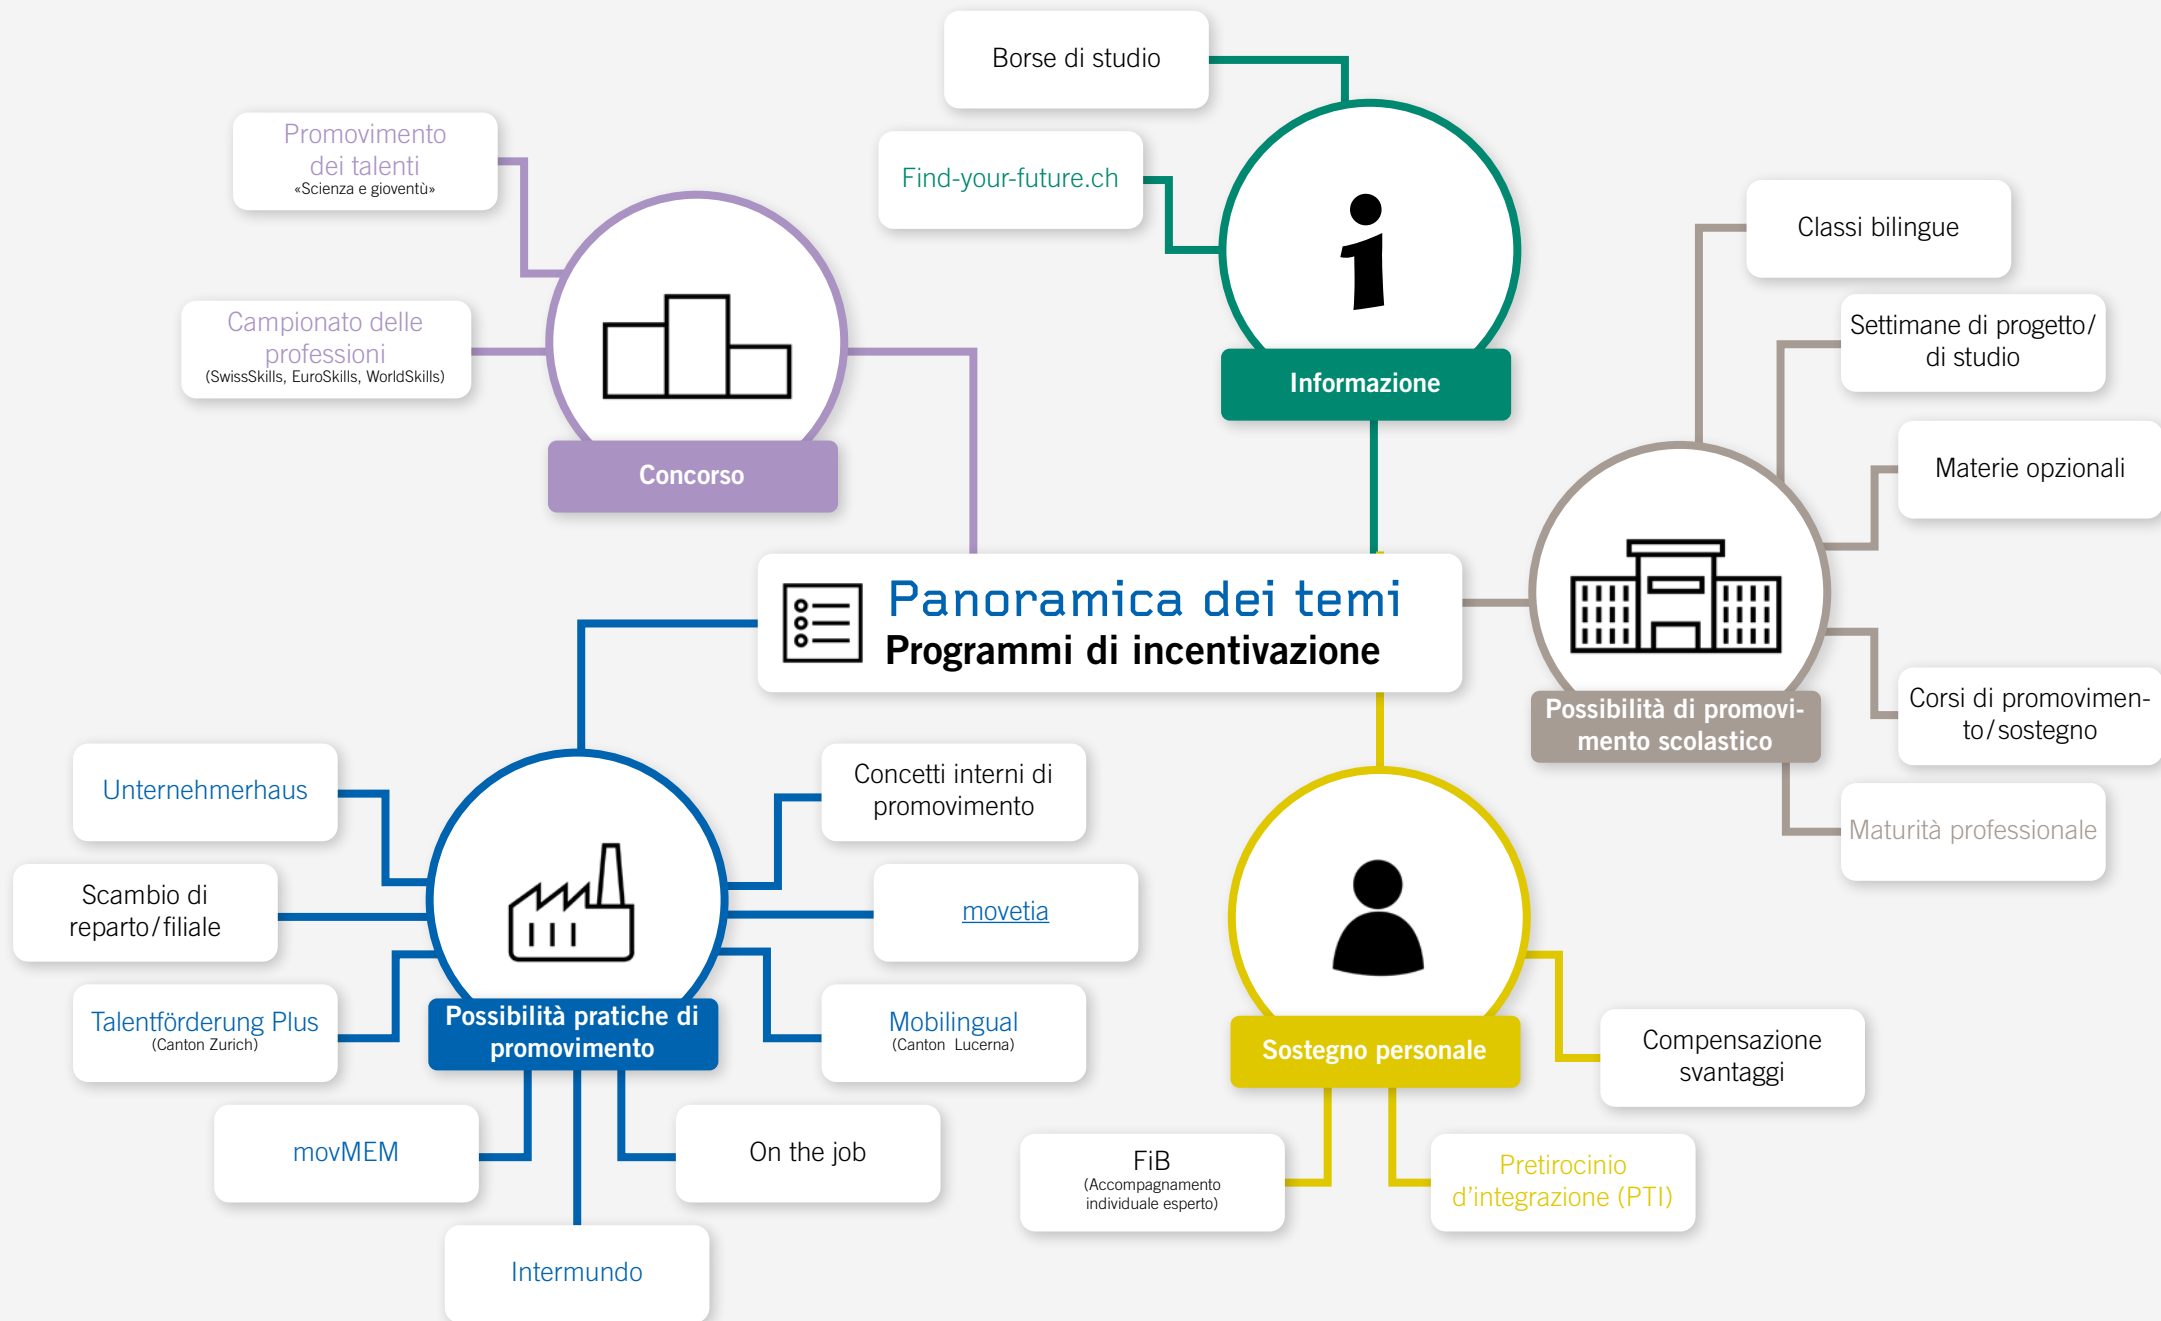 Borse di studio
Find-your-future.ch
Informazione
Promovimento
dei talenti
«Scienza e gioventù»
Campionato delle
professioni
(SwissSkills, EuroSkills, WorldSkills)
Concorso
Classi bilingue
Settimane di progetto/
di studio
Materie opzionali
Corsi di promovimen-
to/sostegno
Maturità professionale
Possibilità di promovi-
mento scolastico
Panoramica dei temi
Programmi di incentivazione
Unternehmerhaus
Scambio di
reparto/filiale
Talentförderung Plus
(Canton Zurich)
movMEM
Intermundo
On the job
Mobilingual
(Canton Lucerna)
movetia
Concetti interni di
promovimento
Possibilità pratiche di
promovimento
Sostegno personale
Compensazione
svantaggi
FiB
(Accompagnamento
individuale esperto)
Pretirocinio
d'integrazione (PTI)